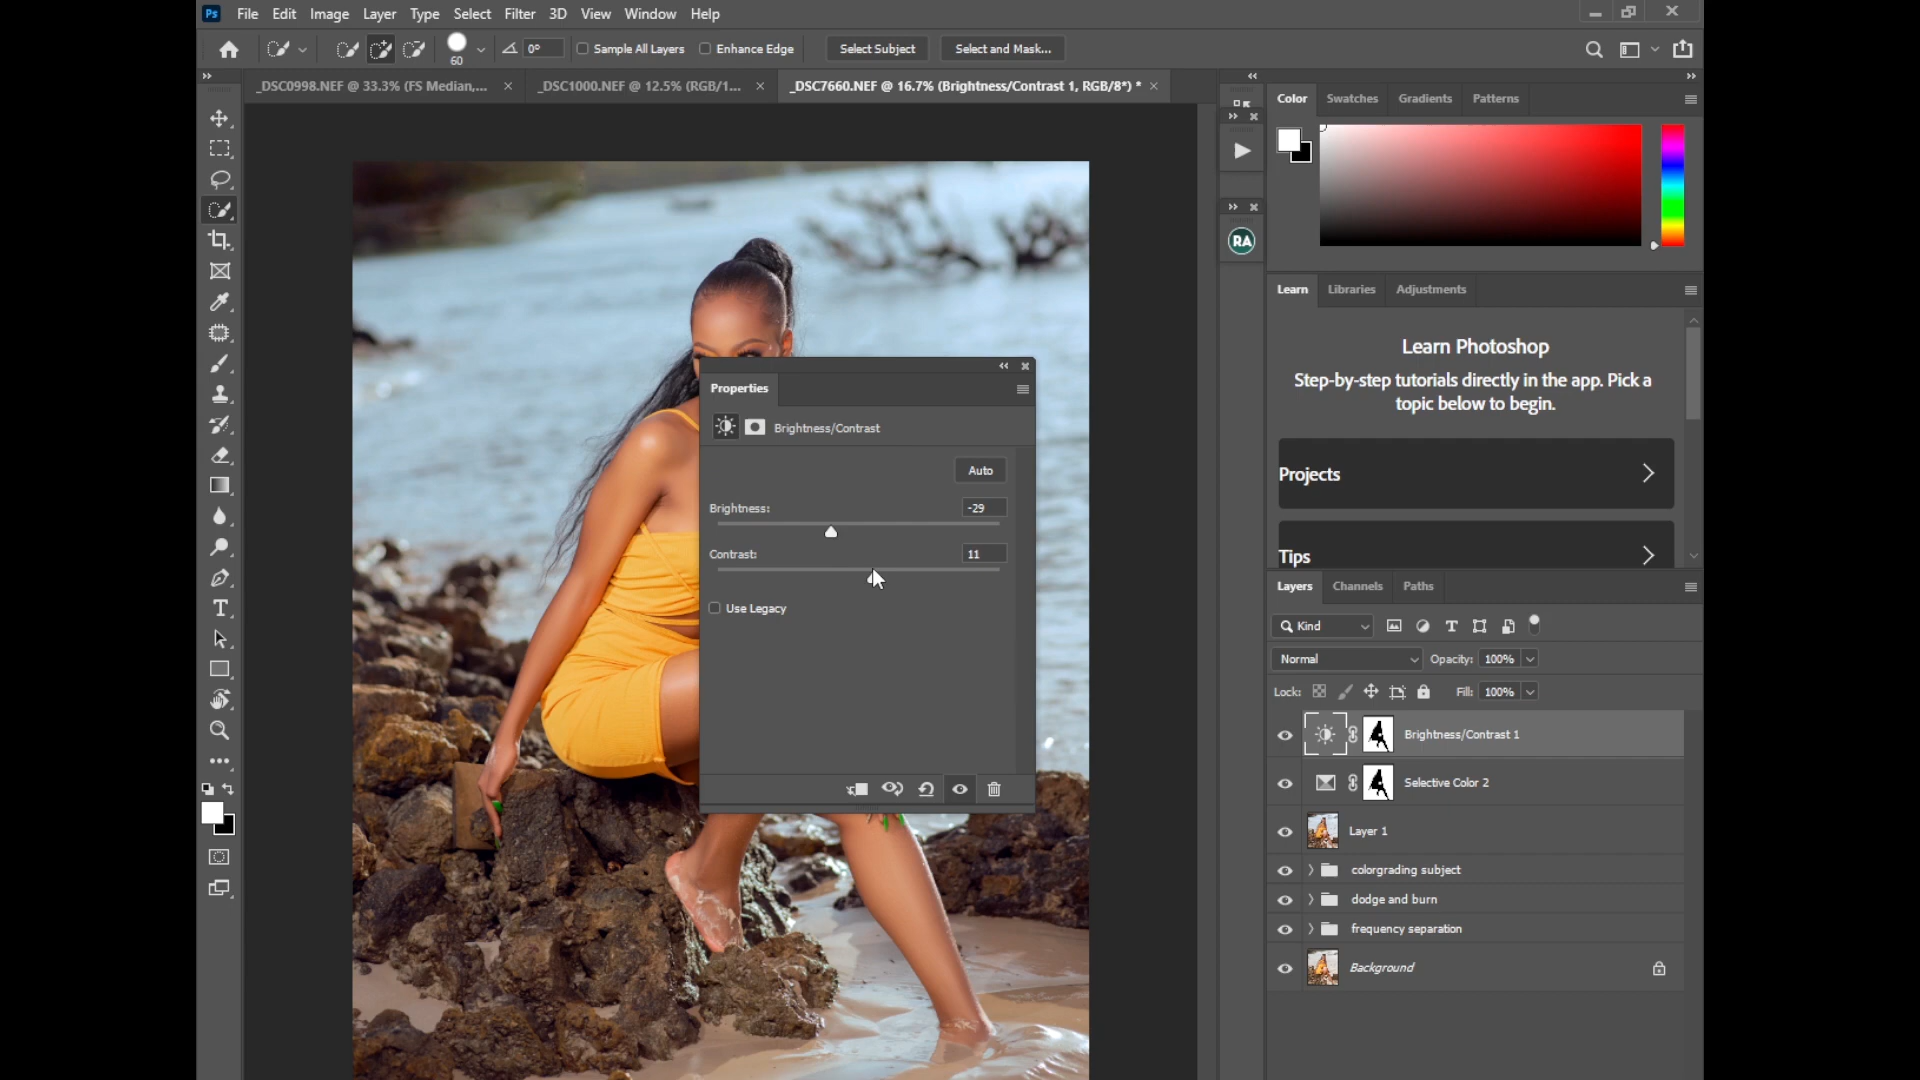 Ps File Edit Image Layer Type Select Filter 3D View Window Help
60 0° Sample All Layers Enhance Edge Select Subject Select and Mask...
_DSC0998.NEF @ 33.3% (FS Median,... × _DSC1000.NEF @ 12.5% (RGB/1... × _DSC7660.NEF @ 16.7% (Brightness/Contrast 1, RGB/8*) * ×
Color Swatches Gradients Patterns
RA
Learn Libraries Adjustments
Learn Photoshop
Step-by-step tutorials directly in the app. Pick a
topic below to begin.
Projects
Tips
Properties
Brightness/Contrast
Auto
Brightness: -29
Contrast: 11
Use Legacy
Layers Channels Paths
Kind
Normal Opacity: 100%
Lock: Fill: 100%
Brightness/Contrast 1
Selective Color 2
Layer 1
colorgrading subject
dodge and burn
frequency separation
Background